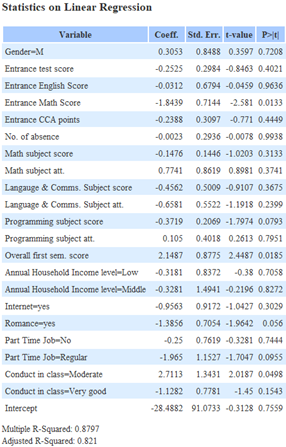 Statistics on Linear Regression
Variable Coeff. Std. Err. t-value P>|t|
Gender=M 0.3053 0.8488 0.3597 0.7208
Entrance test score -0.2525 0.2984 -0.8463 0.4021
Entrance English Score -0.0312 0.6794 -0.0459 0.9636
Entrance Math Score -1.8439 0.7144 -2.581 0.0133
Entrance CCA points -0.2388 0.3097 -0.771 0.4449
No. of absence -0.0023 0.2936 -0.0078 0.9938
Math subject score -0.1476 0.1446 -1.0203 0.3133
Math subject att. 0.7741 0.8619 0.8981 0.3741
Langauge & Comms. Subject score -0.4562 0.5009 -0.9107 0.3675
Language & Comms. Subject att. -0.6581 0.5522 -1.1918 0.2399
Programming subject score -0.3719 0.2069 -1.7974 0.0793
Programming subject att. 0.105 0.4018 0.2613 0.7951
Overall first sem. score 2.1487 0.8775 2.4487 0.0185
Annual Household Income level=Low -0.3181 0.8372 -0.38 0.7058
Annual Household Income level=Middle -0.3281 1.4941 -0.2196 0.8272
Internet=yes -0.9563 0.9172 -1.0427 0.3029
Romance=yes -1.3856 0.7054 -1.9642 0.056
Part Time Job=No -0.25 0.7619 -0.3281 0.7444
Part Time Job=Regular -1.965 1.1527 -1.7047 0.0955
Conduct in class=Moderate 2.7113 1.3431 2.0187 0.0498
Conduct in class=Very good -1.1282 0.7781 -1.45 0.1543
Intercept -28.4882 91.0733 -0.3128 0.7559
Multiple R-Squared: 0.8797
Adjusted R-Squared: 0.821